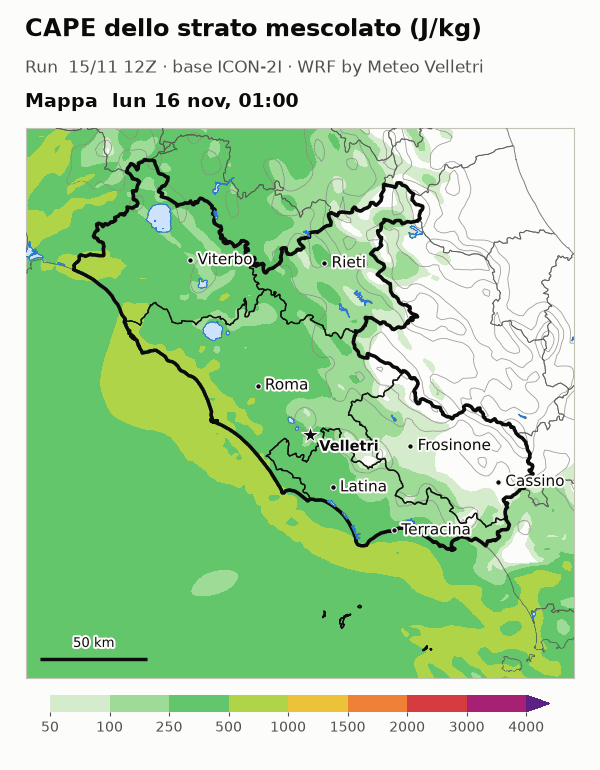 CAPE dello strato mescolato (J/kg)
Run  15/11 12Z · base ICON-2I · WRF by Meteo Velletri
Mappa  lun 16 nov, 01:00
Viterbo
Rieti
Roma
Velletri
Frosinone
Cassino
Latina
Terracina
50 km
50 100 250 500 1000 1500 2000 3000 4000